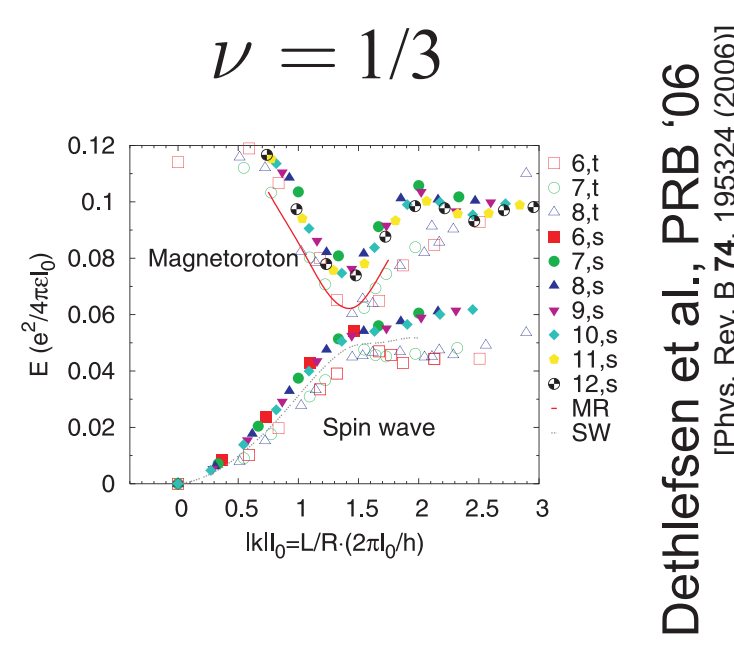 ν = 1/3
0.12
0.1
0.08
0.06
0.04
0.02
0
E (e²/4πεl₀)
Magnetoroton
Spin wave
0 0.5 1 1.5 2 2.5 3
|k|l₀=L/R·(2πl₀/h)
6,t
7,t
8,t
6,s
7,s
8,s
9,s
10,s
11,s
12,s
MR
SW
Dethlefsen et al., PRB ‘06
[Phys. Rev. B 74, 195324 (2006)]